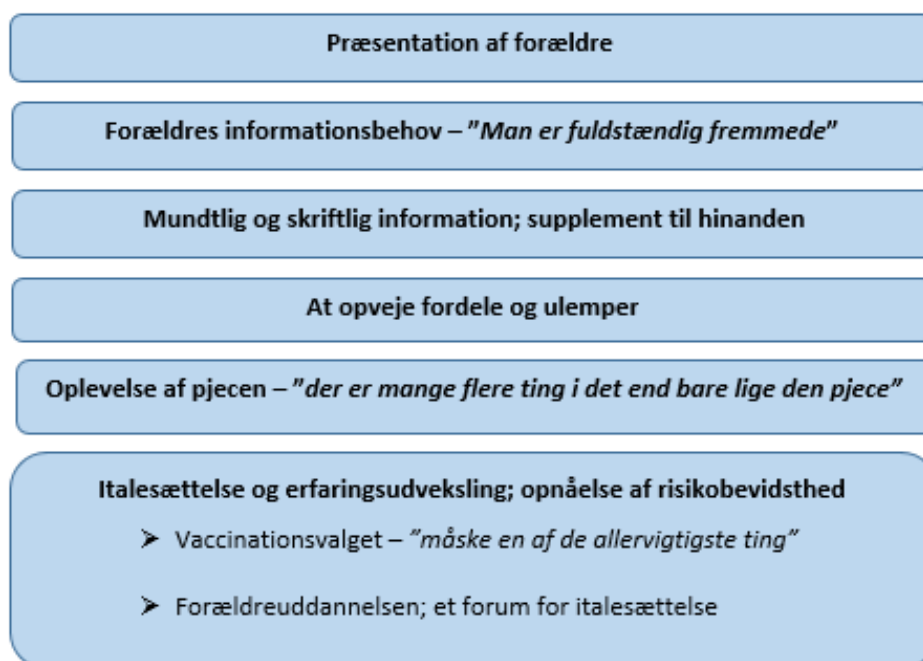 Præsentation af forældre
Forældres informationsbehov – ”Man er fuldstændig fremmede”
Mundtlig og skriftlig information; supplement til hinanden
At opveje fordele og ulemper
Oplevelse af pjecen – ”der er mange flere ting i det end bare lige den pjece”
Italesættelse og erfaringsudveksling; opnåelse af risikobevidsthed
➢ Vaccinationsvalget – ”måske en af de allervigtigste ting”
➢ Forældreuddannelsen; et forum for italesættelse